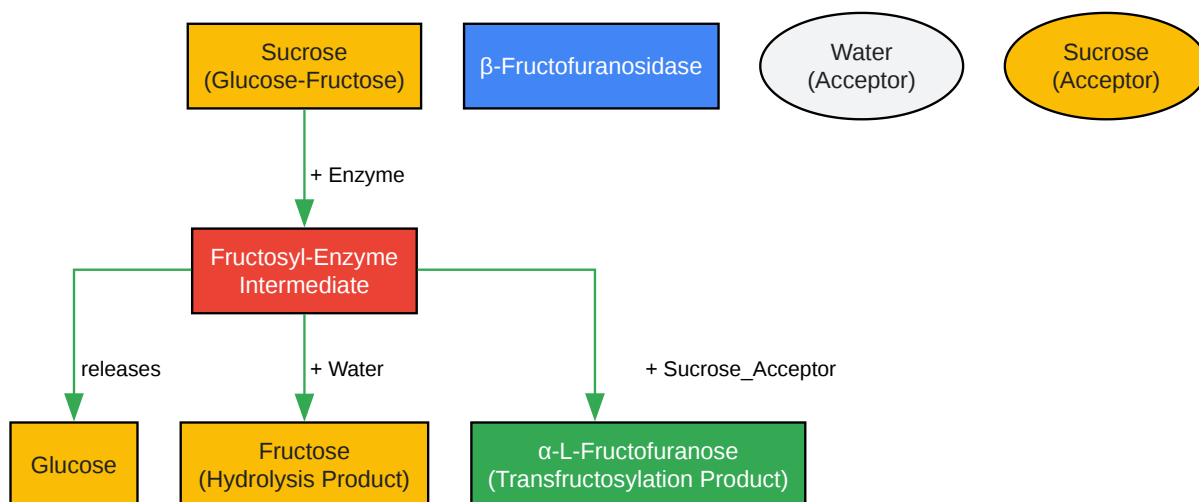 Sucrose
(Glucose-Fructose)
β-Fructofuranosidase
Water
(Acceptor)
Sucrose
(Acceptor)
+ Enzyme
Fructosyl-Enzyme
Intermediate
releases
+ Water
+ Sucrose_Acceptor
Glucose
Fructose
(Hydrolysis Product)
α-L-Fructofuranose
(Transfructosylation Product)